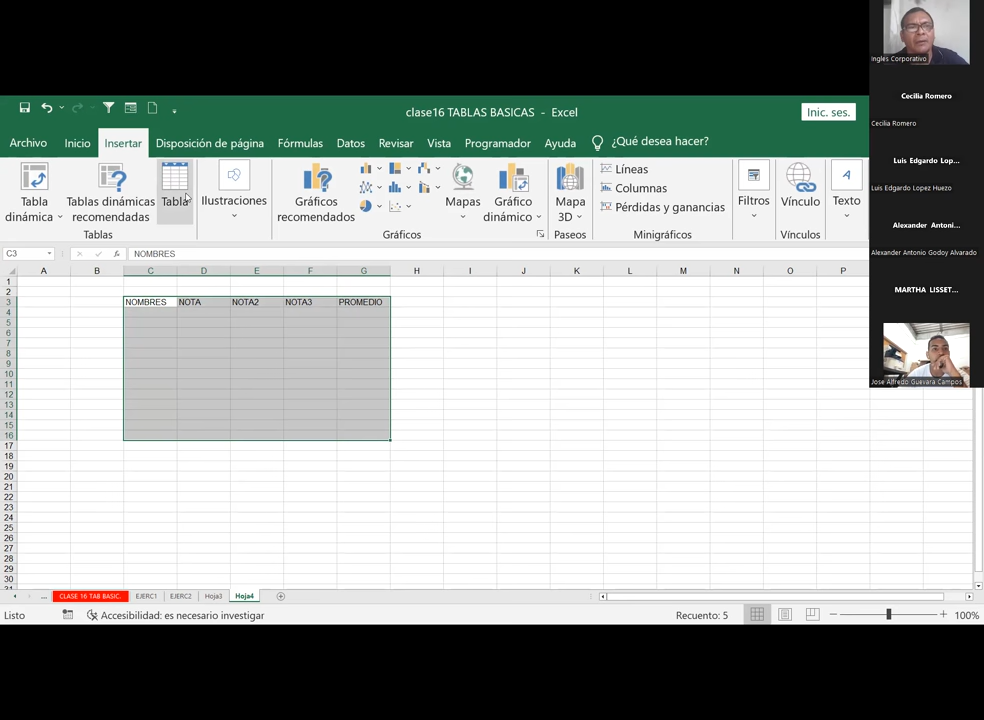 Ingles Corporativo
Cecilia Romero
Cecilia Romero
Luis Edgardo Lop...
Luis Edgardo Lopez Huezo
Alexander Antoni...
Alexander Antonio Godoy Alvarado
MARTHA LISSET...
Jose Alfredo Guevara Campos
clase16 TABLAS BASICAS - Excel
Inic. ses.
Archivo Inicio Insertar Disposición de página Fórmulas Datos Revisar Vista Programador Ayuda ¿Qué desea hacer?
Tabla dinámica
Tablas dinámicas recomendadas
Tabla
Tablas
Ilustraciones
Gráficos recomendados
Mapas
Gráfico dinámico
Gráficos
Mapa 3D
Paseos
Líneas
Columnas
Pérdidas y ganancias
Minigráficos
Filtros
Vínculo
Vínculos
A
Texto
C3 fx NOMBRES
A B C D E F G H I J K L M N O P
1
2
3 NOMBRES NOTA NOTA2 NOTA3 PROMEDIO
4
5
6
7
8
9
10
11
12
13
14
15
16
17
18
19
20
21
22
23
24
25
26
27
28
29
30
31
... CLASE 16 TAB BASIC. EJERC1 EJERC2 Hoja3 Hoja4
Listo Accesibilidad: es necesario investigar Recuento: 5 100%